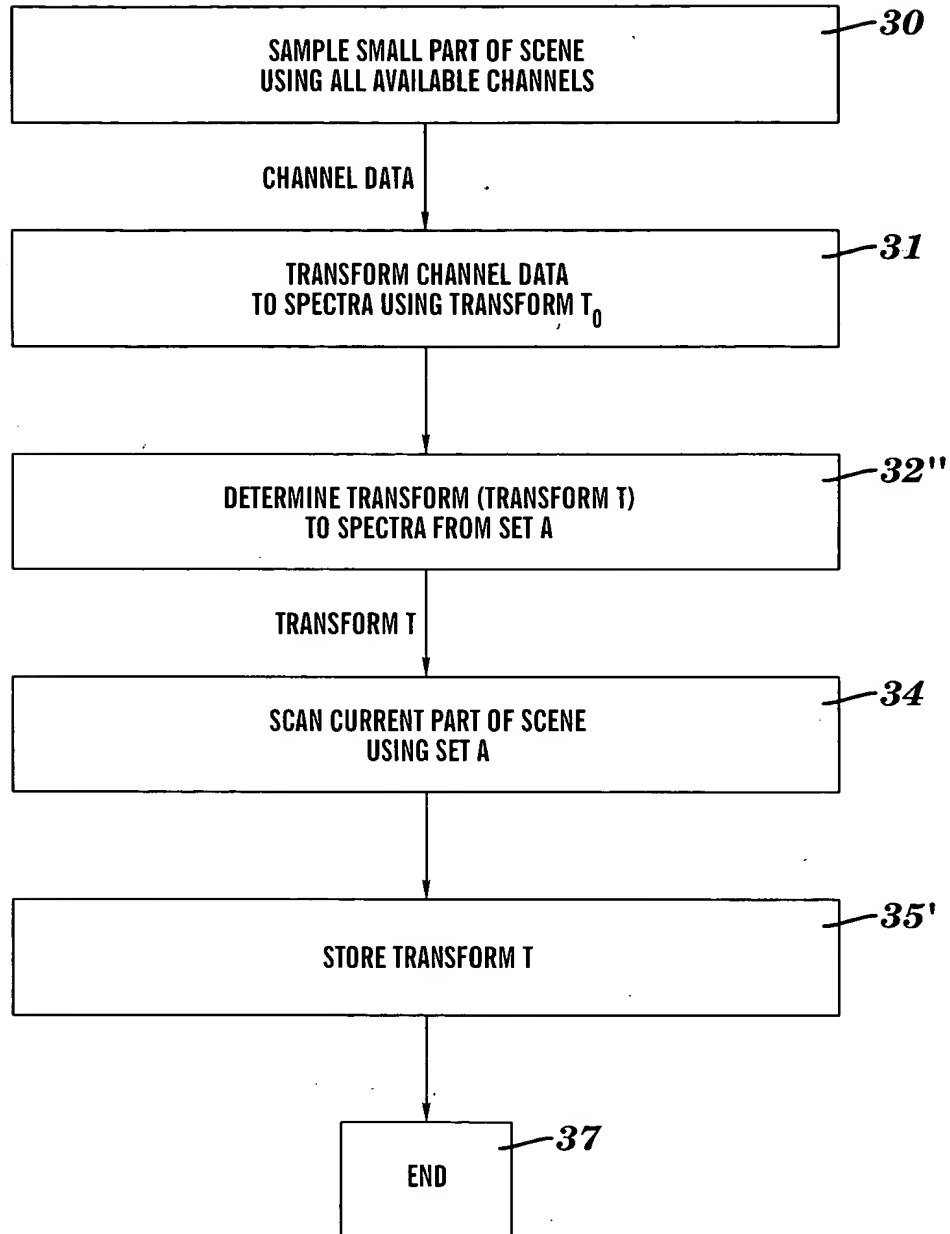 30
SAMPLE SMALL PART OF SCENE
USING ALL AVAILABLE CHANNELS
CHANNEL DATA
31
TRANSFORM CHANNEL DATA
TO SPECTRA USING TRANSFORM T₀
32"
DETERMINE TRANSFORM (TRANSFORM T)
TO SPECTRA FROM SET A
TRANSFORM T
34
SCAN CURRENT PART OF SCENE
USING SET A
35'
STORE TRANSFORM T
37
END